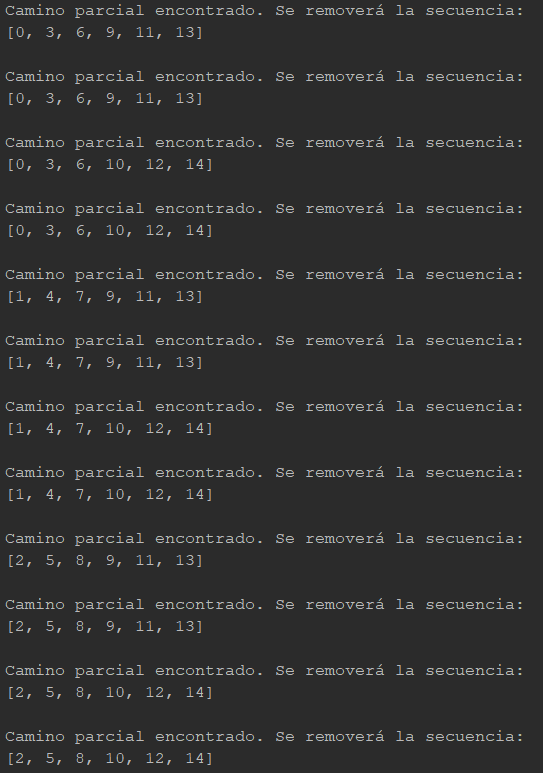 Camino parcial encontrado. Se removerá la secuencia:
[0, 3, 6, 9, 11, 13]
Camino parcial encontrado. Se removerá la secuencia:
[0, 3, 6, 9, 11, 13]
Camino parcial encontrado. Se removerá la secuencia:
[0, 3, 6, 10, 12, 14]
Camino parcial encontrado. Se removerá la secuencia:
[0, 3, 6, 10, 12, 14]
Camino parcial encontrado. Se removerá la secuencia:
[1, 4, 7, 9, 11, 13]
Camino parcial encontrado. Se removerá la secuencia:
[1, 4, 7, 9, 11, 13]
Camino parcial encontrado. Se removerá la secuencia:
[1, 4, 7, 10, 12, 14]
Camino parcial encontrado. Se removerá la secuencia:
[1, 4, 7, 10, 12, 14]
Camino parcial encontrado. Se removerá la secuencia:
[2, 5, 8, 9, 11, 13]
Camino parcial encontrado. Se removerá la secuencia:
[2, 5, 8, 9, 11, 13]
Camino parcial encontrado. Se removerá la secuencia:
[2, 5, 8, 10, 12, 14]
Camino parcial encontrado. Se removerá la secuencia:
[2, 5, 8, 10, 12, 14]